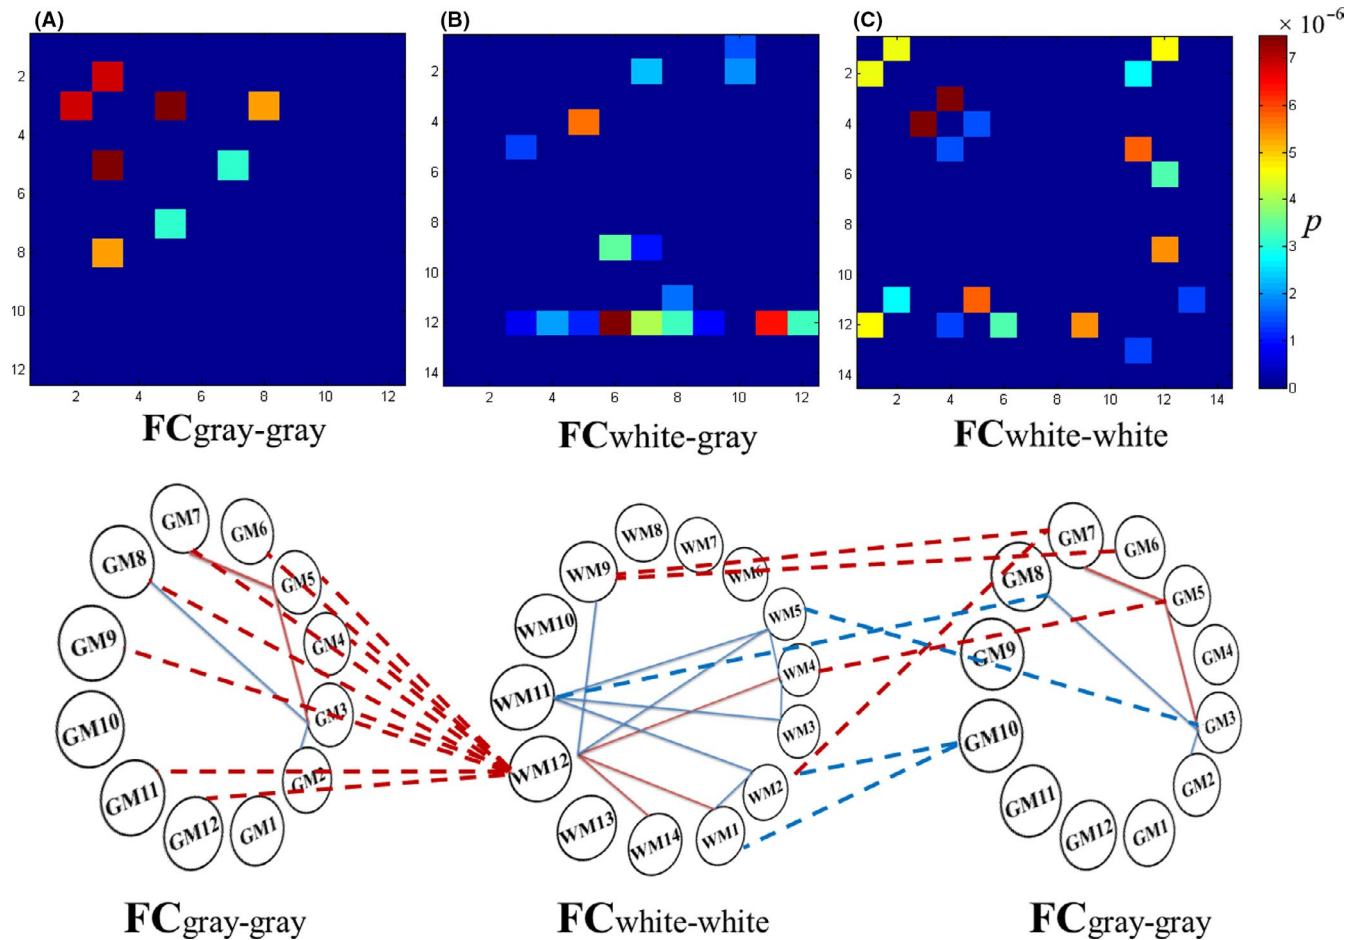 (A) (B) (C) × 10⁻⁶
2 4 6 8 10 12
2 4 6 8 10 12 14
2 4 6 8 10 12 14
7 6 5 4 3 2 1 0
p
2 4 6 8 10 12
2 4 6 8 10 12
2 4 6 8 10 12 14
FCgray-gray
FCwhite-gray
FCwhite-white
GM7
GM6
GM8
GM5
GM9
GM4
GM3
GM10
GM2
GM11
GM12
GM1
WM8
WM7
WM9
WM6
WM5
WM10
WM4
WM11
WM3
WM12
WM2
WM13
WM14
WM1
GM7
GM6
GM8
GM5
GM9
GM4
GM3
GM10
GM2
GM11
GM12
GM1
FCgray-gray
FCwhite-white
FCgray-gray